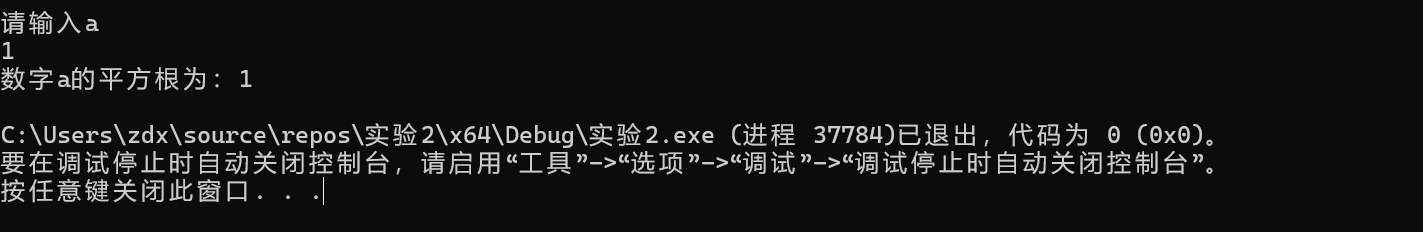 请输入a
1
数字a的平方根为：1
C:\Users\zdx\source\repos\实验2\x64\Debug\实验2.exe (进程 37784)已退出，代码为 0 (0x0)。
要在调试停止时自动关闭控制台，请启用“工具”->“选项”->“调试”->“调试停止时自动关闭控制台”。
按任意键关闭此窗口. . .